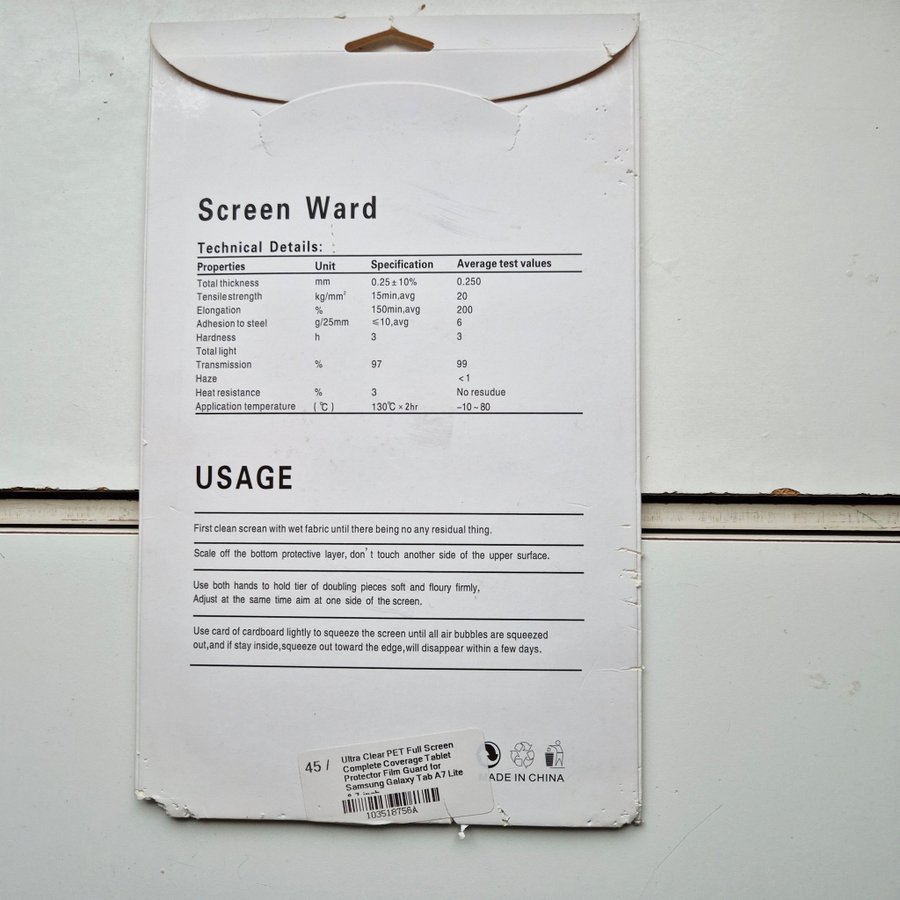 Screen Ward
Technical Details:
Properties Unit Specification Average test values
Total thickness mm 0.25±10% 0.250
Tensile strength kg/mm² 15min,avg 20
Elongation % 150min,avg 200
Adhesion to steel g/25mm ≤10,avg 6
Hardness h 3 3
Total light
Transmission % 97 99
Haze <1
Heat resistance % 3 No resudue
Application temperature (℃) 130℃×2hr −10~80
USAGE
First clean screan with wet fabric until there being no any residual thing.
Scale off the bottom protective layer, don't touch another side of the upper surface.
Use both hands to hold tier of doubling pieces soft and floury firmly,
Adjust at the same time aim at one side of the screen.
Use card of cardboard lightly to squeeze the screen until all air bubbles are squeezed
out,and if stay inside,squeeze out toward the edge,will disappear within a few days.
45 /
Ultra Clear PET Full Screen
Complete Coverage Tablet
Protector Film Guard for
Samsung Galaxy Tab A7 Lite
103518756A
MADE IN CHINA